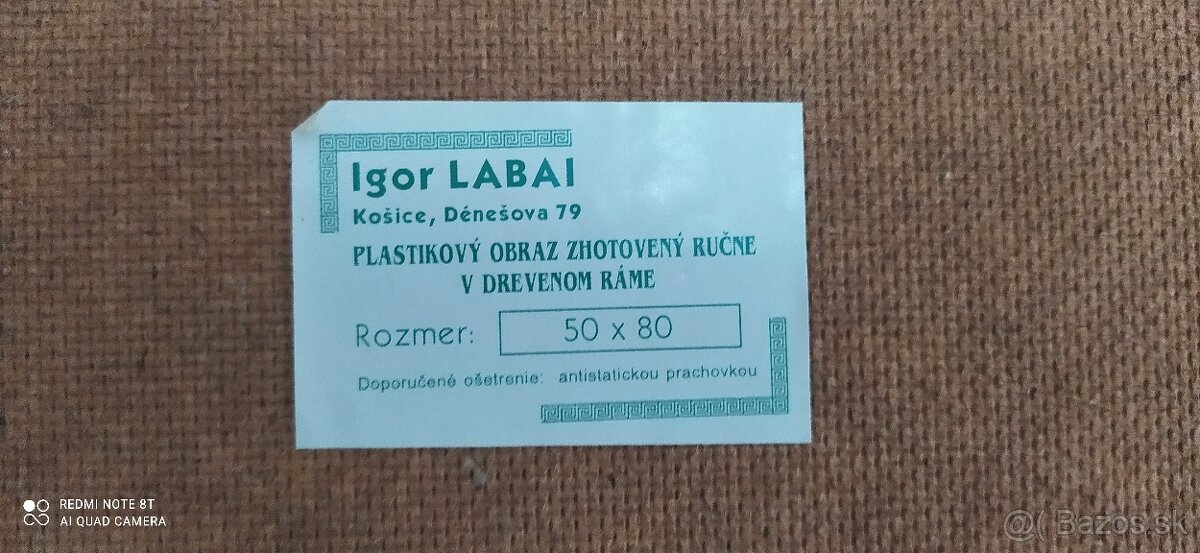 Igor LABAI
Košice, Dénešova 79
PLASTIKOVÝ OBRAZ ZHOTOVENÝ RUČNE
V DREVENOM RÁME
Rozmer: 50 x 80
Doporučené ošetrenie: antistatickou prachovkou
REDMI NOTE 8T
AI QUAD CAMERA
@( Bazos.sk